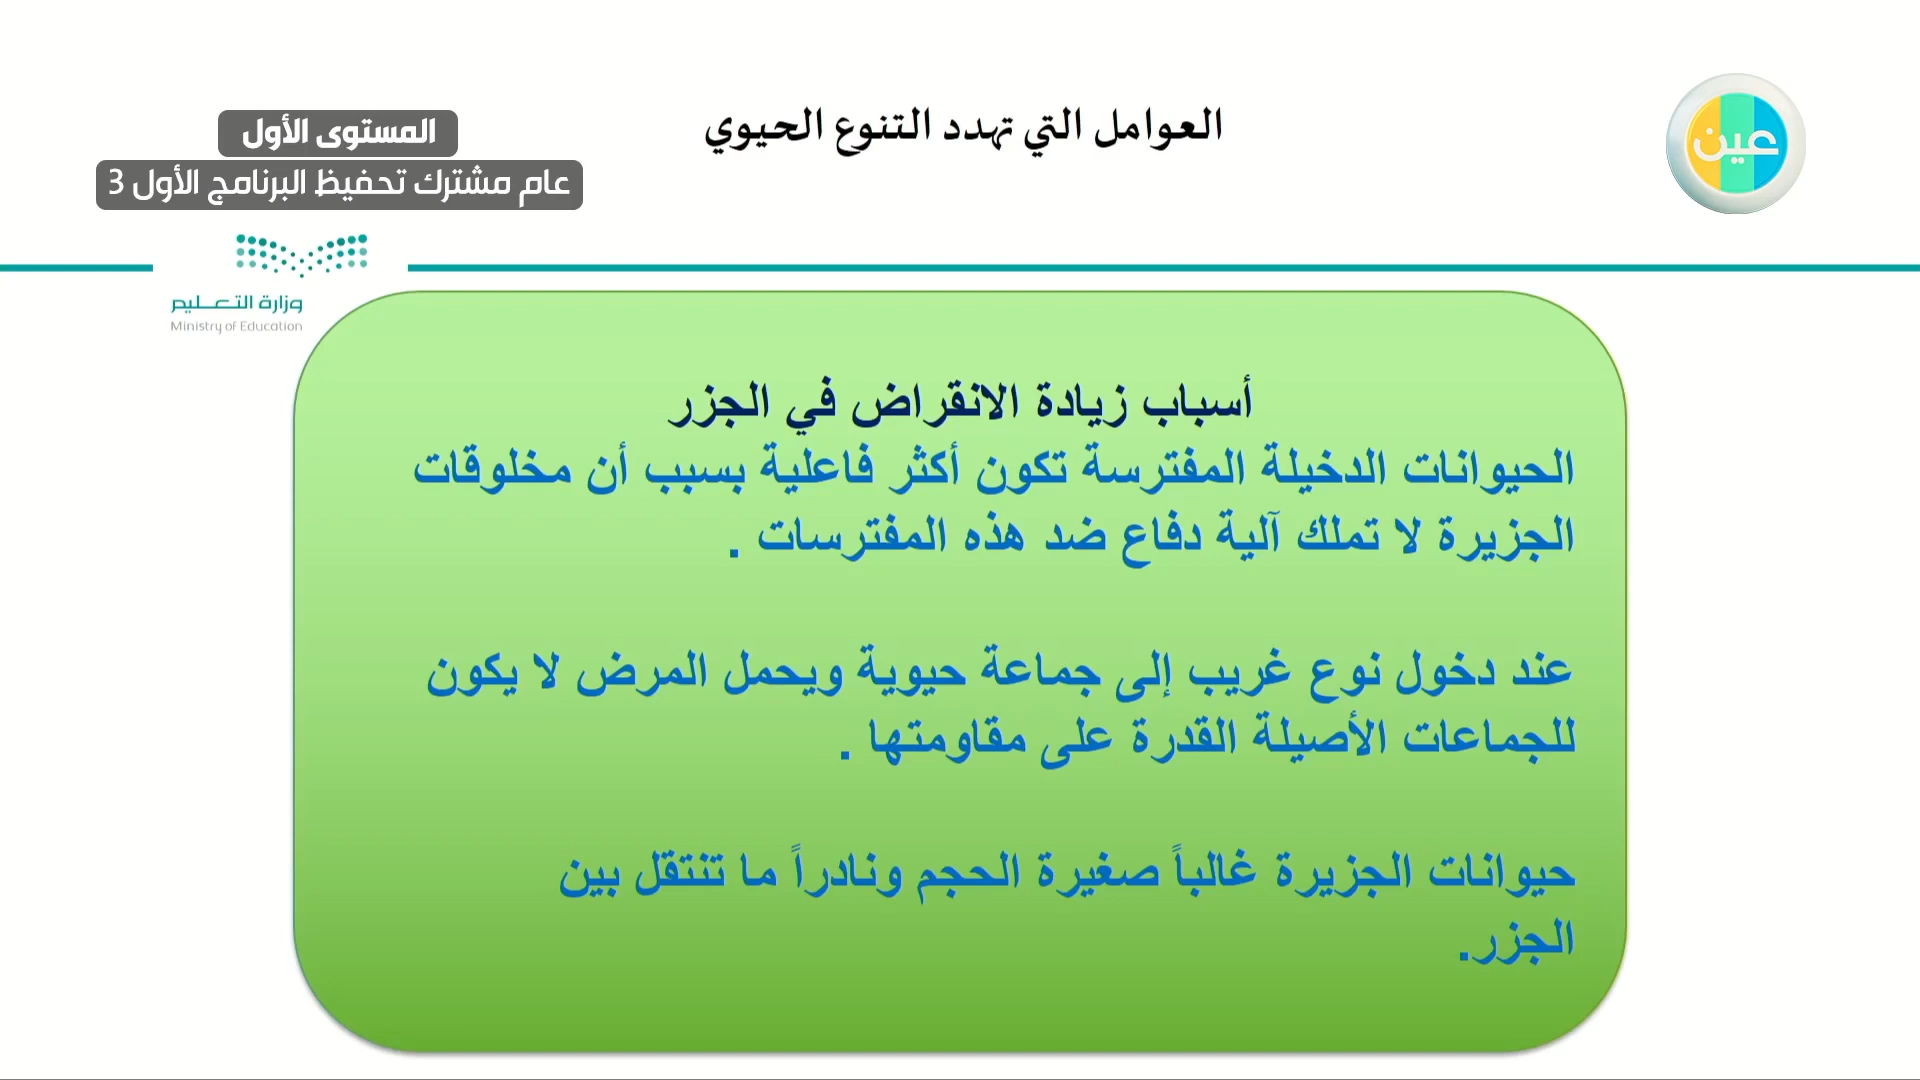 العوامل التي تهدد التنوع الحيوي
عين
المستوى الأول
عام مشترك تحفيظ البرنامج الأول 3
وزارة التعليم
Ministry of Education
أسباب زيادة الانقراض في الجزر
الحيوانات الدخيلة المفترسة تكون أكثر فاعلية بسبب أن مخلوقات
الجزيرة لا تملك آلية دفاع ضد هذه المفترسات .
عند دخول نوع غريب إلى جماعة حيوية ويحمل المرض لا يكون
للجماعات الأصيلة القدرة على مقاومتها .
حيوانات الجزيرة غالباً صغيرة الحجم ونادراً ما تنتقل بين
الجزر.